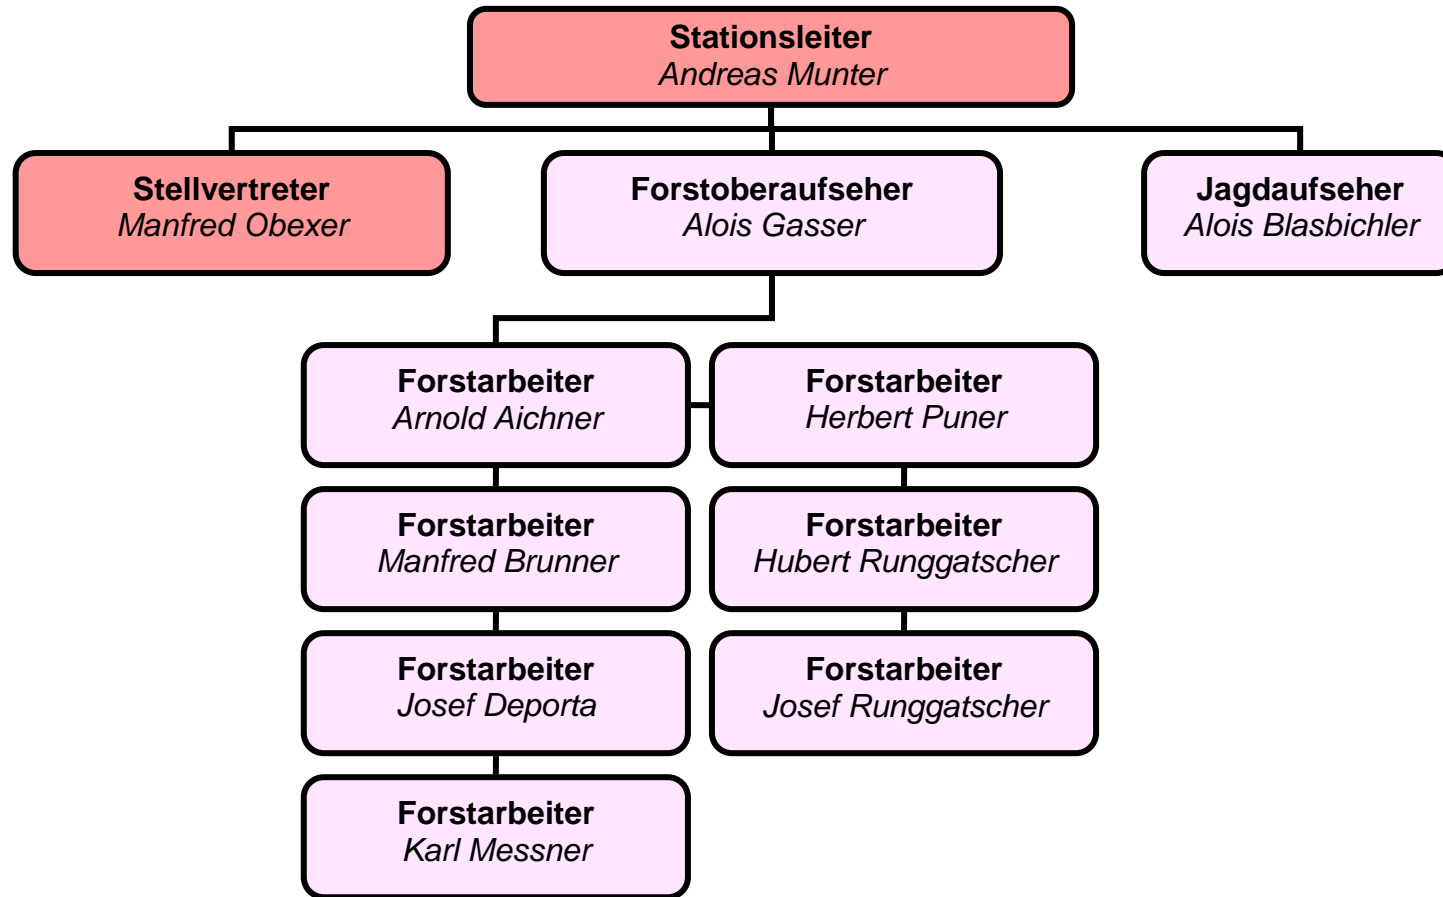 Stationsleiter
Andreas Munter
Stellvertreter
Manfred Obexer
Forstoberaufseher
Alois Gasser
Jagdaufseher
Alois Blasbichler
Forstarbeiter
Arnold Aichner
Forstarbeiter
Herbert Puner
Forstarbeiter
Manfred Brunner
Forstarbeiter
Hubert Runggatscher
Forstarbeiter
Josef Deporta
Forstarbeiter
Josef Runggatscher
Forstarbeiter
Karl Messner